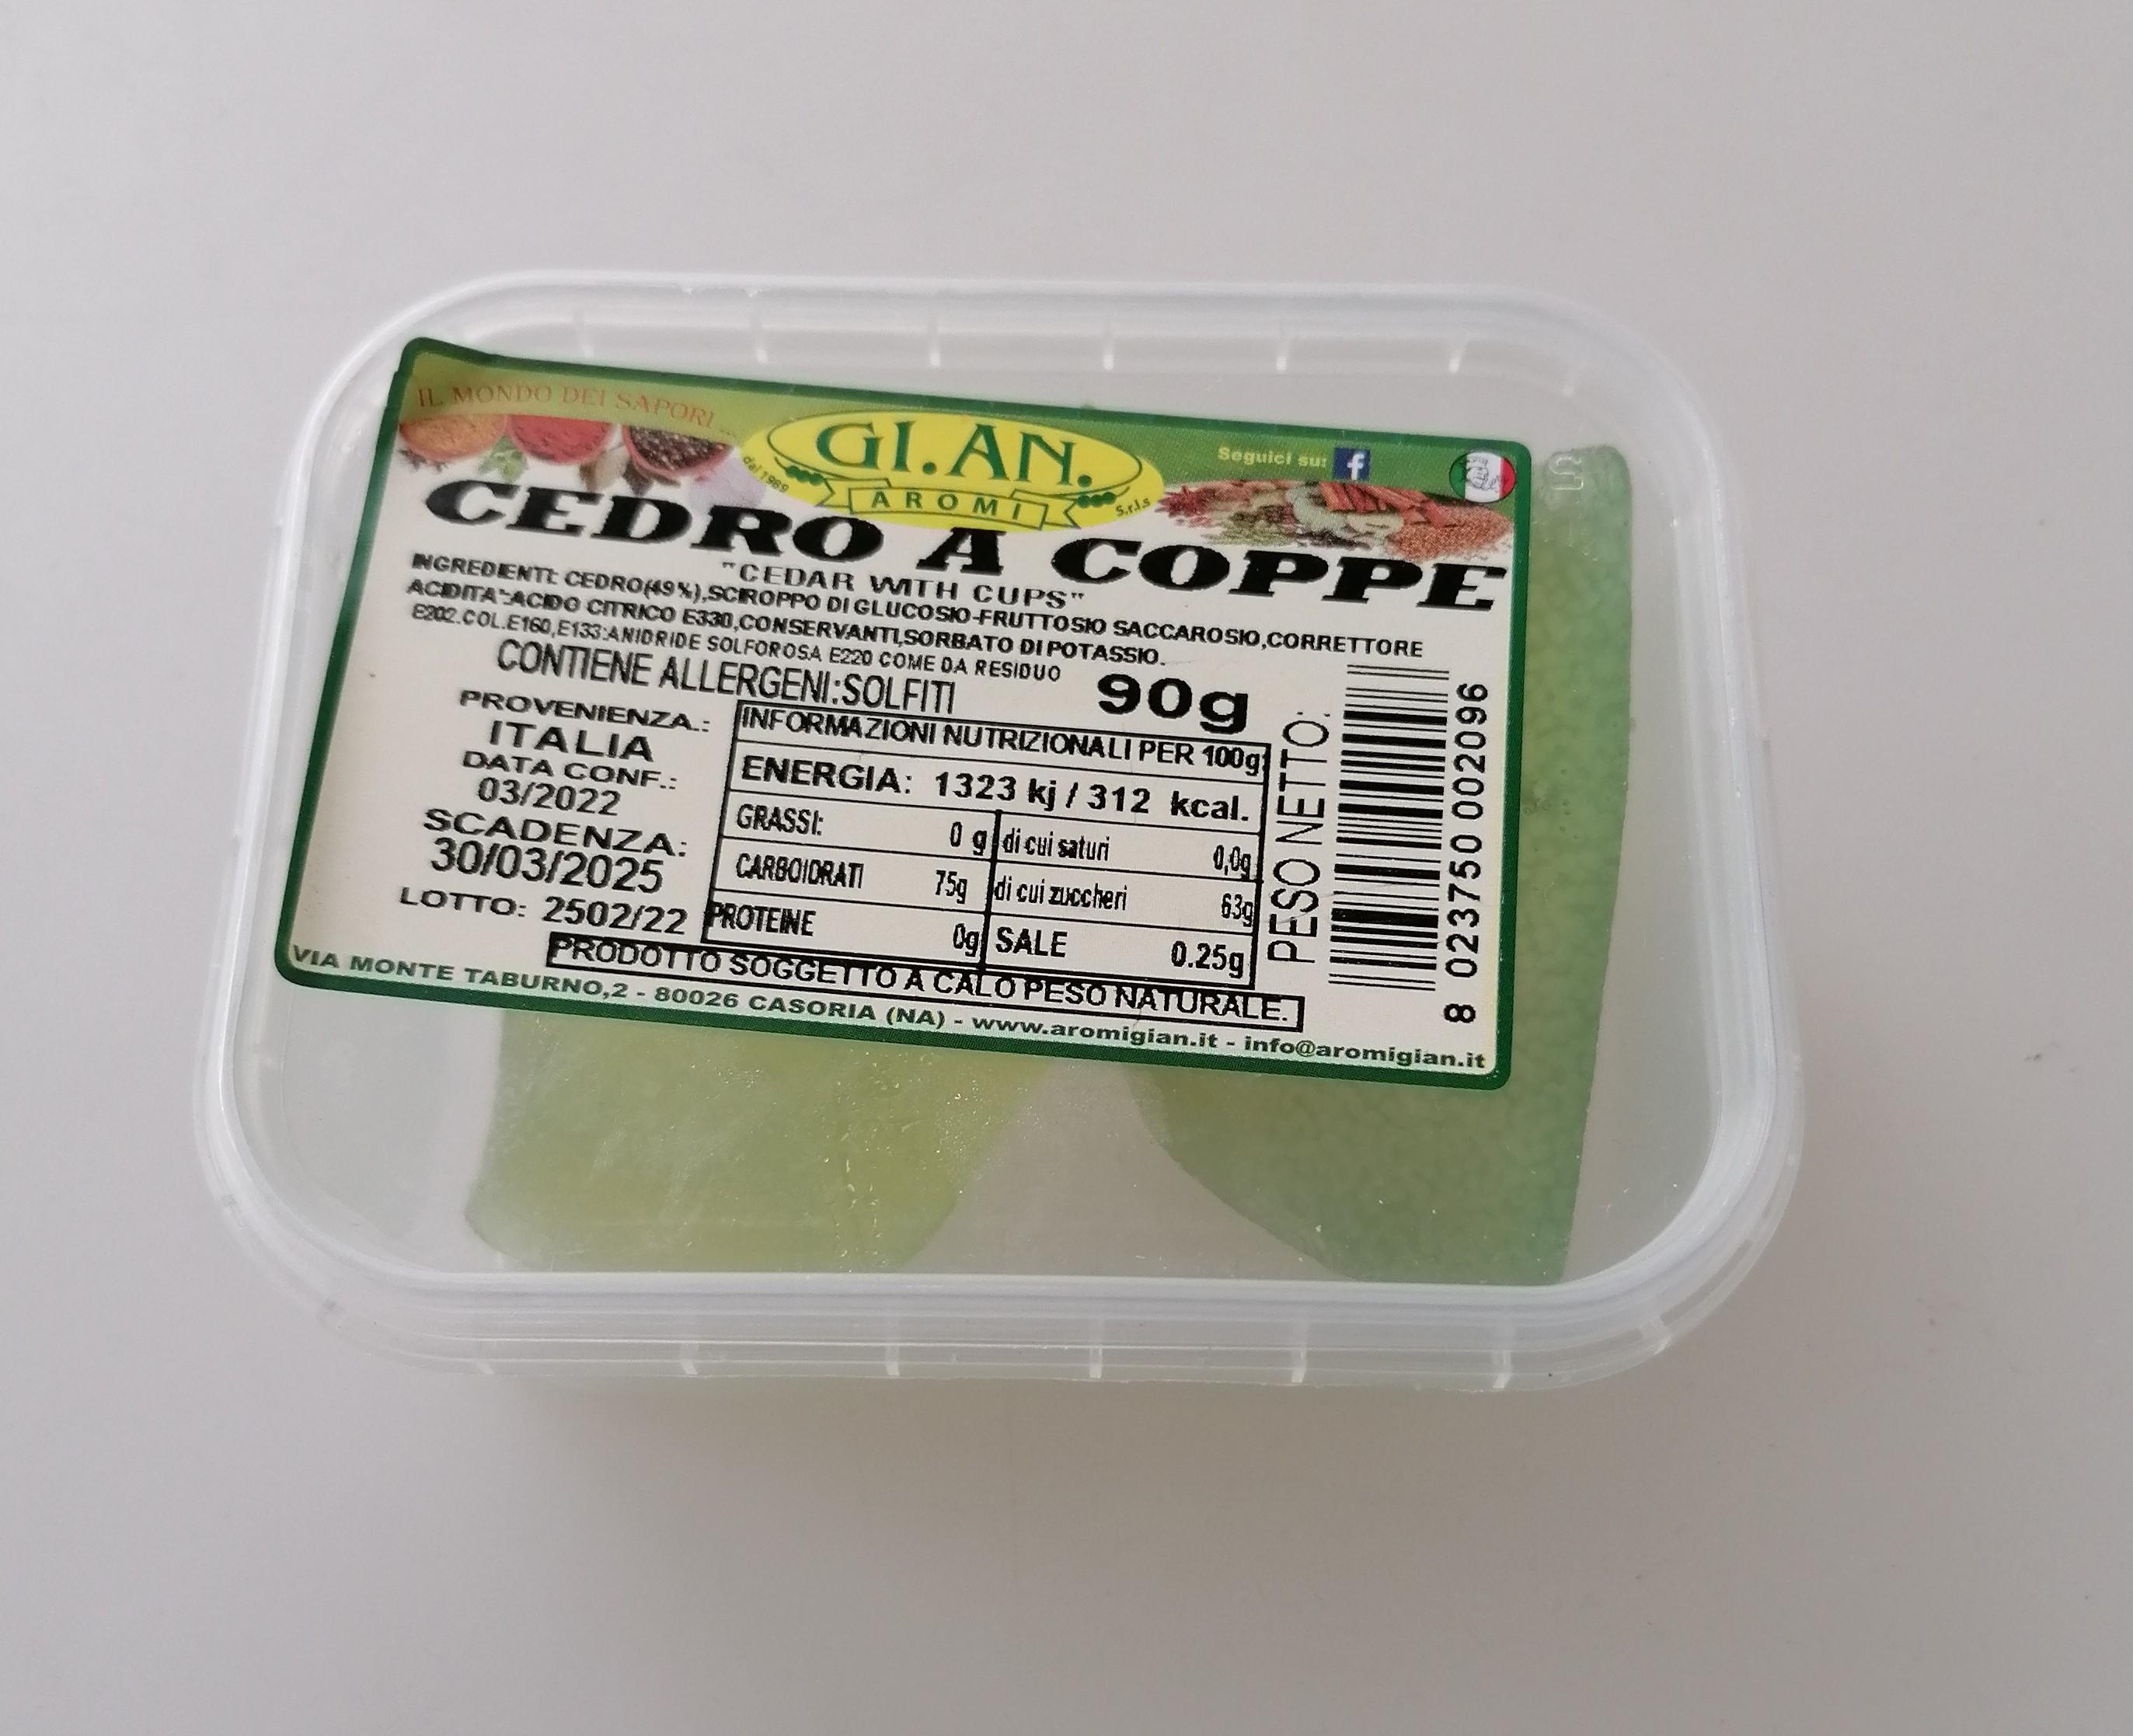 IL MONDO DEI SAPORI ...
GI.AN.
AROMI
dal 1989
s.r.l.s
Seguici su: f
CEDRO A COPPE
"CEDAR WITH CUPS"
INGREDIENTI: CEDRO(49%),SCIROPPO DI GLUCOSIO-FRUTTOSIO SACCAROSIO,CORRETTORE
ACIDITA':ACIDO CITRICO E330,CONSERVANTI,SORBATO DI POTASSIO.
E202.COL.E160,E133:ANIDRIDE SOLFOROSA E220 COME DA RESIDUO
CONTIENE ALLERGENI:SOLFITI
90g
PESO NETTO:
PROVENIENZA.:
ITALIA
DATA CONF.:
03/2022
SCADENZA:
30/03/2025
LOTTO: 2502/22
INFORMAZIONI NUTRIZIONALI PER 100g
ENERGIA: 1323 kj / 312 kcal.
GRASSI: 0 g di cui saturi 0,0g
CARBOIDRATI 75g di cui zuccheri 63g
PROTEINE 0g SALE 0.25g
PRODOTTO SOGGETTO A CALO PESO NATURALE.
8 023750 002096
VIA MONTE TABURNO,2 - 80026 CASORIA (NA) - www.aromigian.it - info@aromigian.it